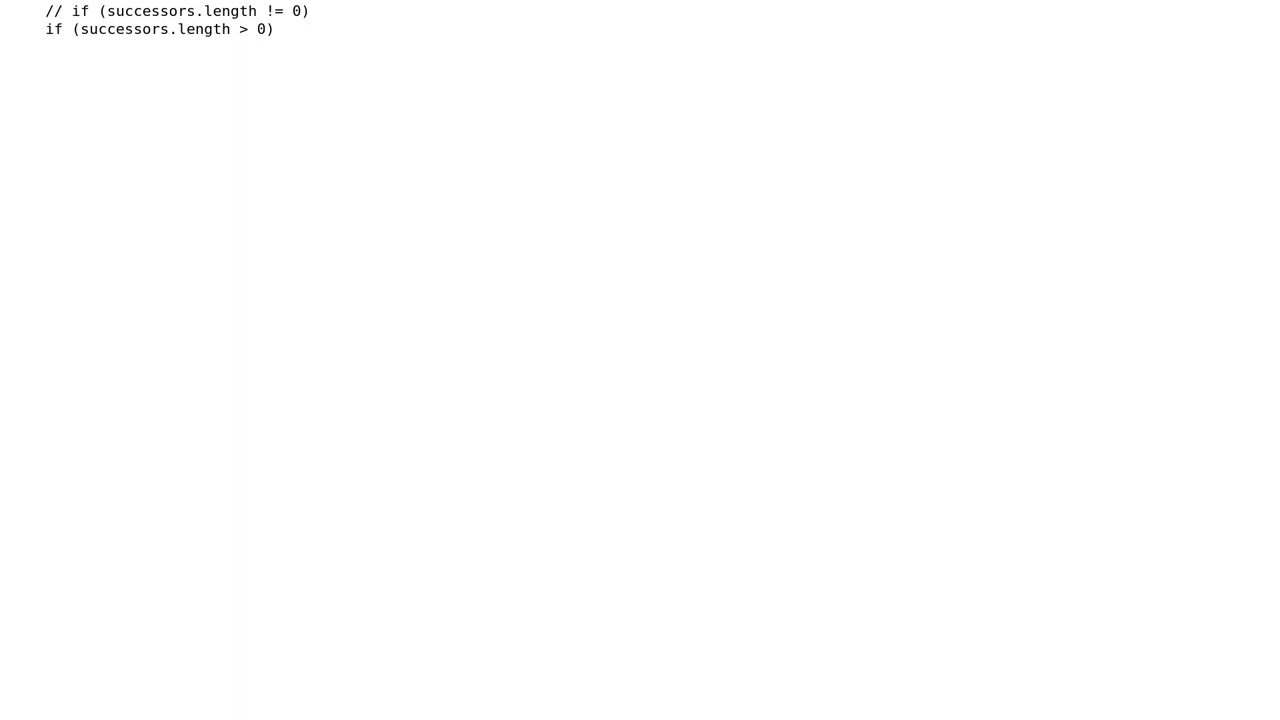 // if (successors.length != 0)
if (successors.length > 0)